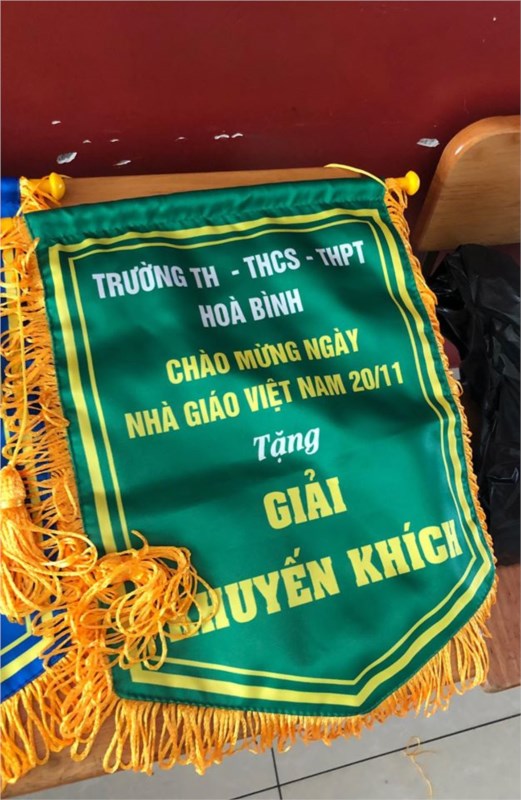 TRƯỜNG TH - THCS - THPT
HOÀ BÌNH
CHÀO MỪNG NGÀY
NHÀ GIÁO VIỆT NAM 20/11
Tặng
GIẢI
KHUYẾN KHÍCH